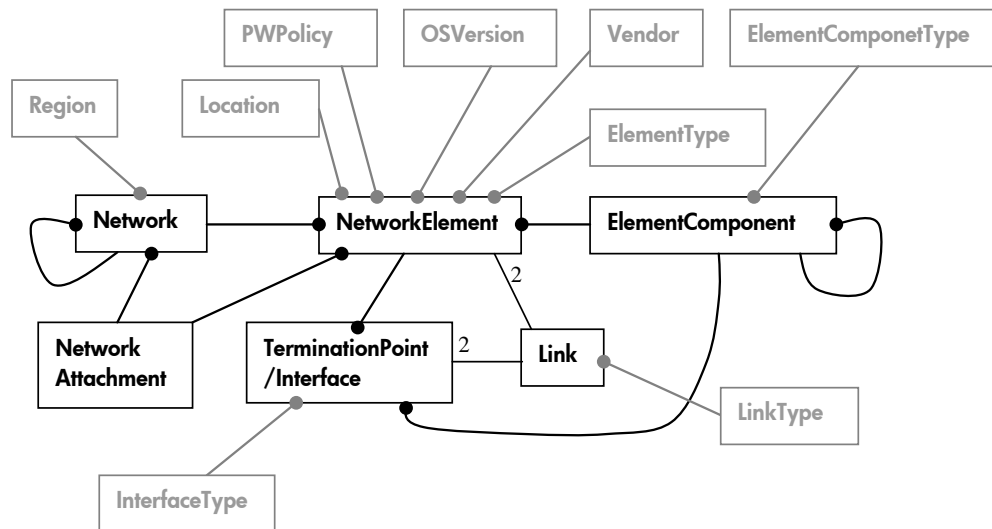 PWPolicy
OSVersion
Vendor
ElementComponetType
Region
Location
ElementType
Network
NetworkElement
ElementComponent
2
Network
Attachment
TerminationPoint
/Interface
2
Link
LinkType
InterfaceType